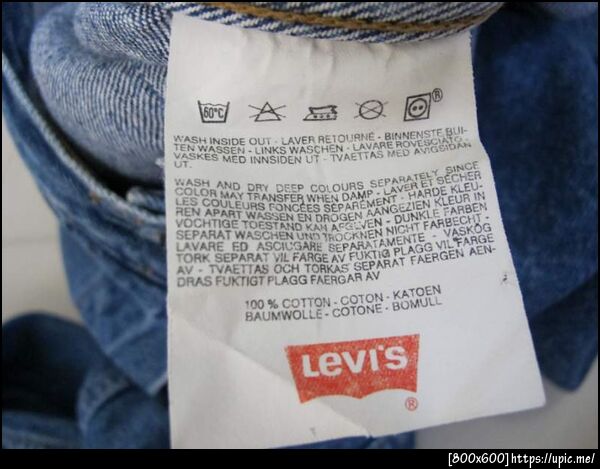 60°C ®
WASH INSIDE OUT - LAVER RETOURNÉ - BINNENSTE BUI-
TEN WASSEN - LINKS WASCHEN - LAVARE ROVESCIATO
VASKES MED INNSIDEN UT - TVAETTAS MED AVIGSIDAN
UT.
WASH AND DRY DEEP COLOURS SEPARATELY SINCE
COLOR MAY TRANSFER WHEN DAMP - LAVER ET SÉCHER
LES COULEURS FONCÉES SÉPARÉMENT - HARDE KLEU-
REN APART WASSEN EN DROGEN AANGEZIEN KLEUR IN
VOCHTIGE TOESTAND KAN AFGEVEN - DUNKLE FARBEN
SEPARAT WASCHEN UND TROCKNEN NICHT FARBECHT -
LAVARE ED ASCIUGARE SEPARATAMENTE - VASKOG
TORK SEPARAT VIL FARGE AV FUKTIG PLAGG VIL FARGE
AV - TVAETTAS OCH TORKAS SEPARAT FAERGEN AEN-
DRAS FUKTIGT PLAGG FAERGAR AV
100 % COTTON - COTON - KATOEN
BAUMWOLLE - COTONE - BOMULL
LEVI'S
®
[800x600]https://upic.me/